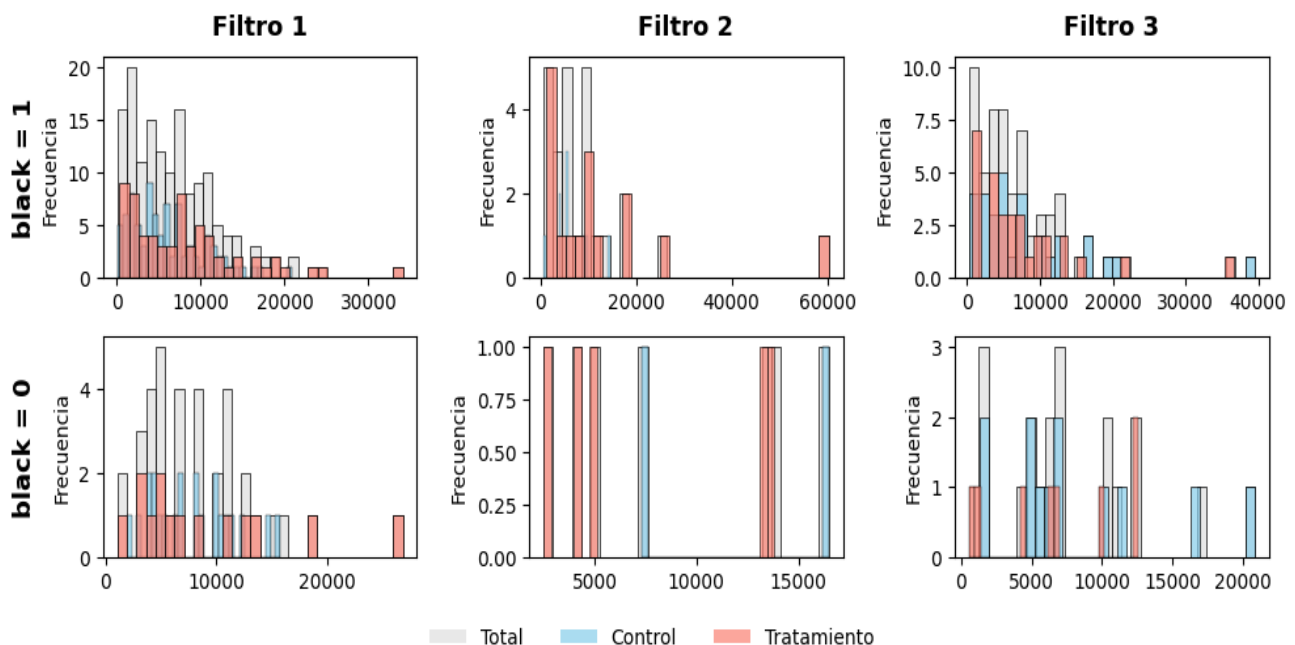 Filtro 1 Filtro 2 Filtro 3
black = 1
Frecuencia
20
15
10
5
0
0 10000 20000 30000
Frecuencia
4
2
0
0 20000 40000 60000
Frecuencia
10.0
7.5
5.0
2.5
0.0
0 10000 20000 30000 40000
black = 0
Frecuencia
4
2
0
0 10000 20000
Frecuencia
1.00
0.75
0.50
0.25
0.00
5000 10000 15000
Frecuencia
3
2
1
0
0 5000 10000 15000 20000
Total Control Tratamiento